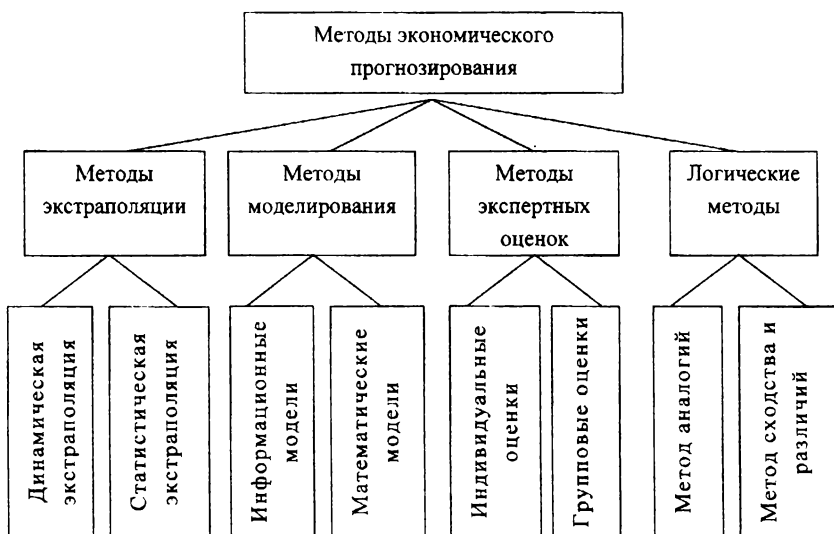 Методы экономического
прогнозирования
Методы
экстраполяции
Методы
моделирования
Методы
экспертных
оценок
Логические
методы
Динамическая
экстраполяция
Статистическая
экстраполяция
Информационные
модели
Математические
модели
Индивидуальные
оценки
Групповые оценки
Метод аналогий
Метод сходства и
различий